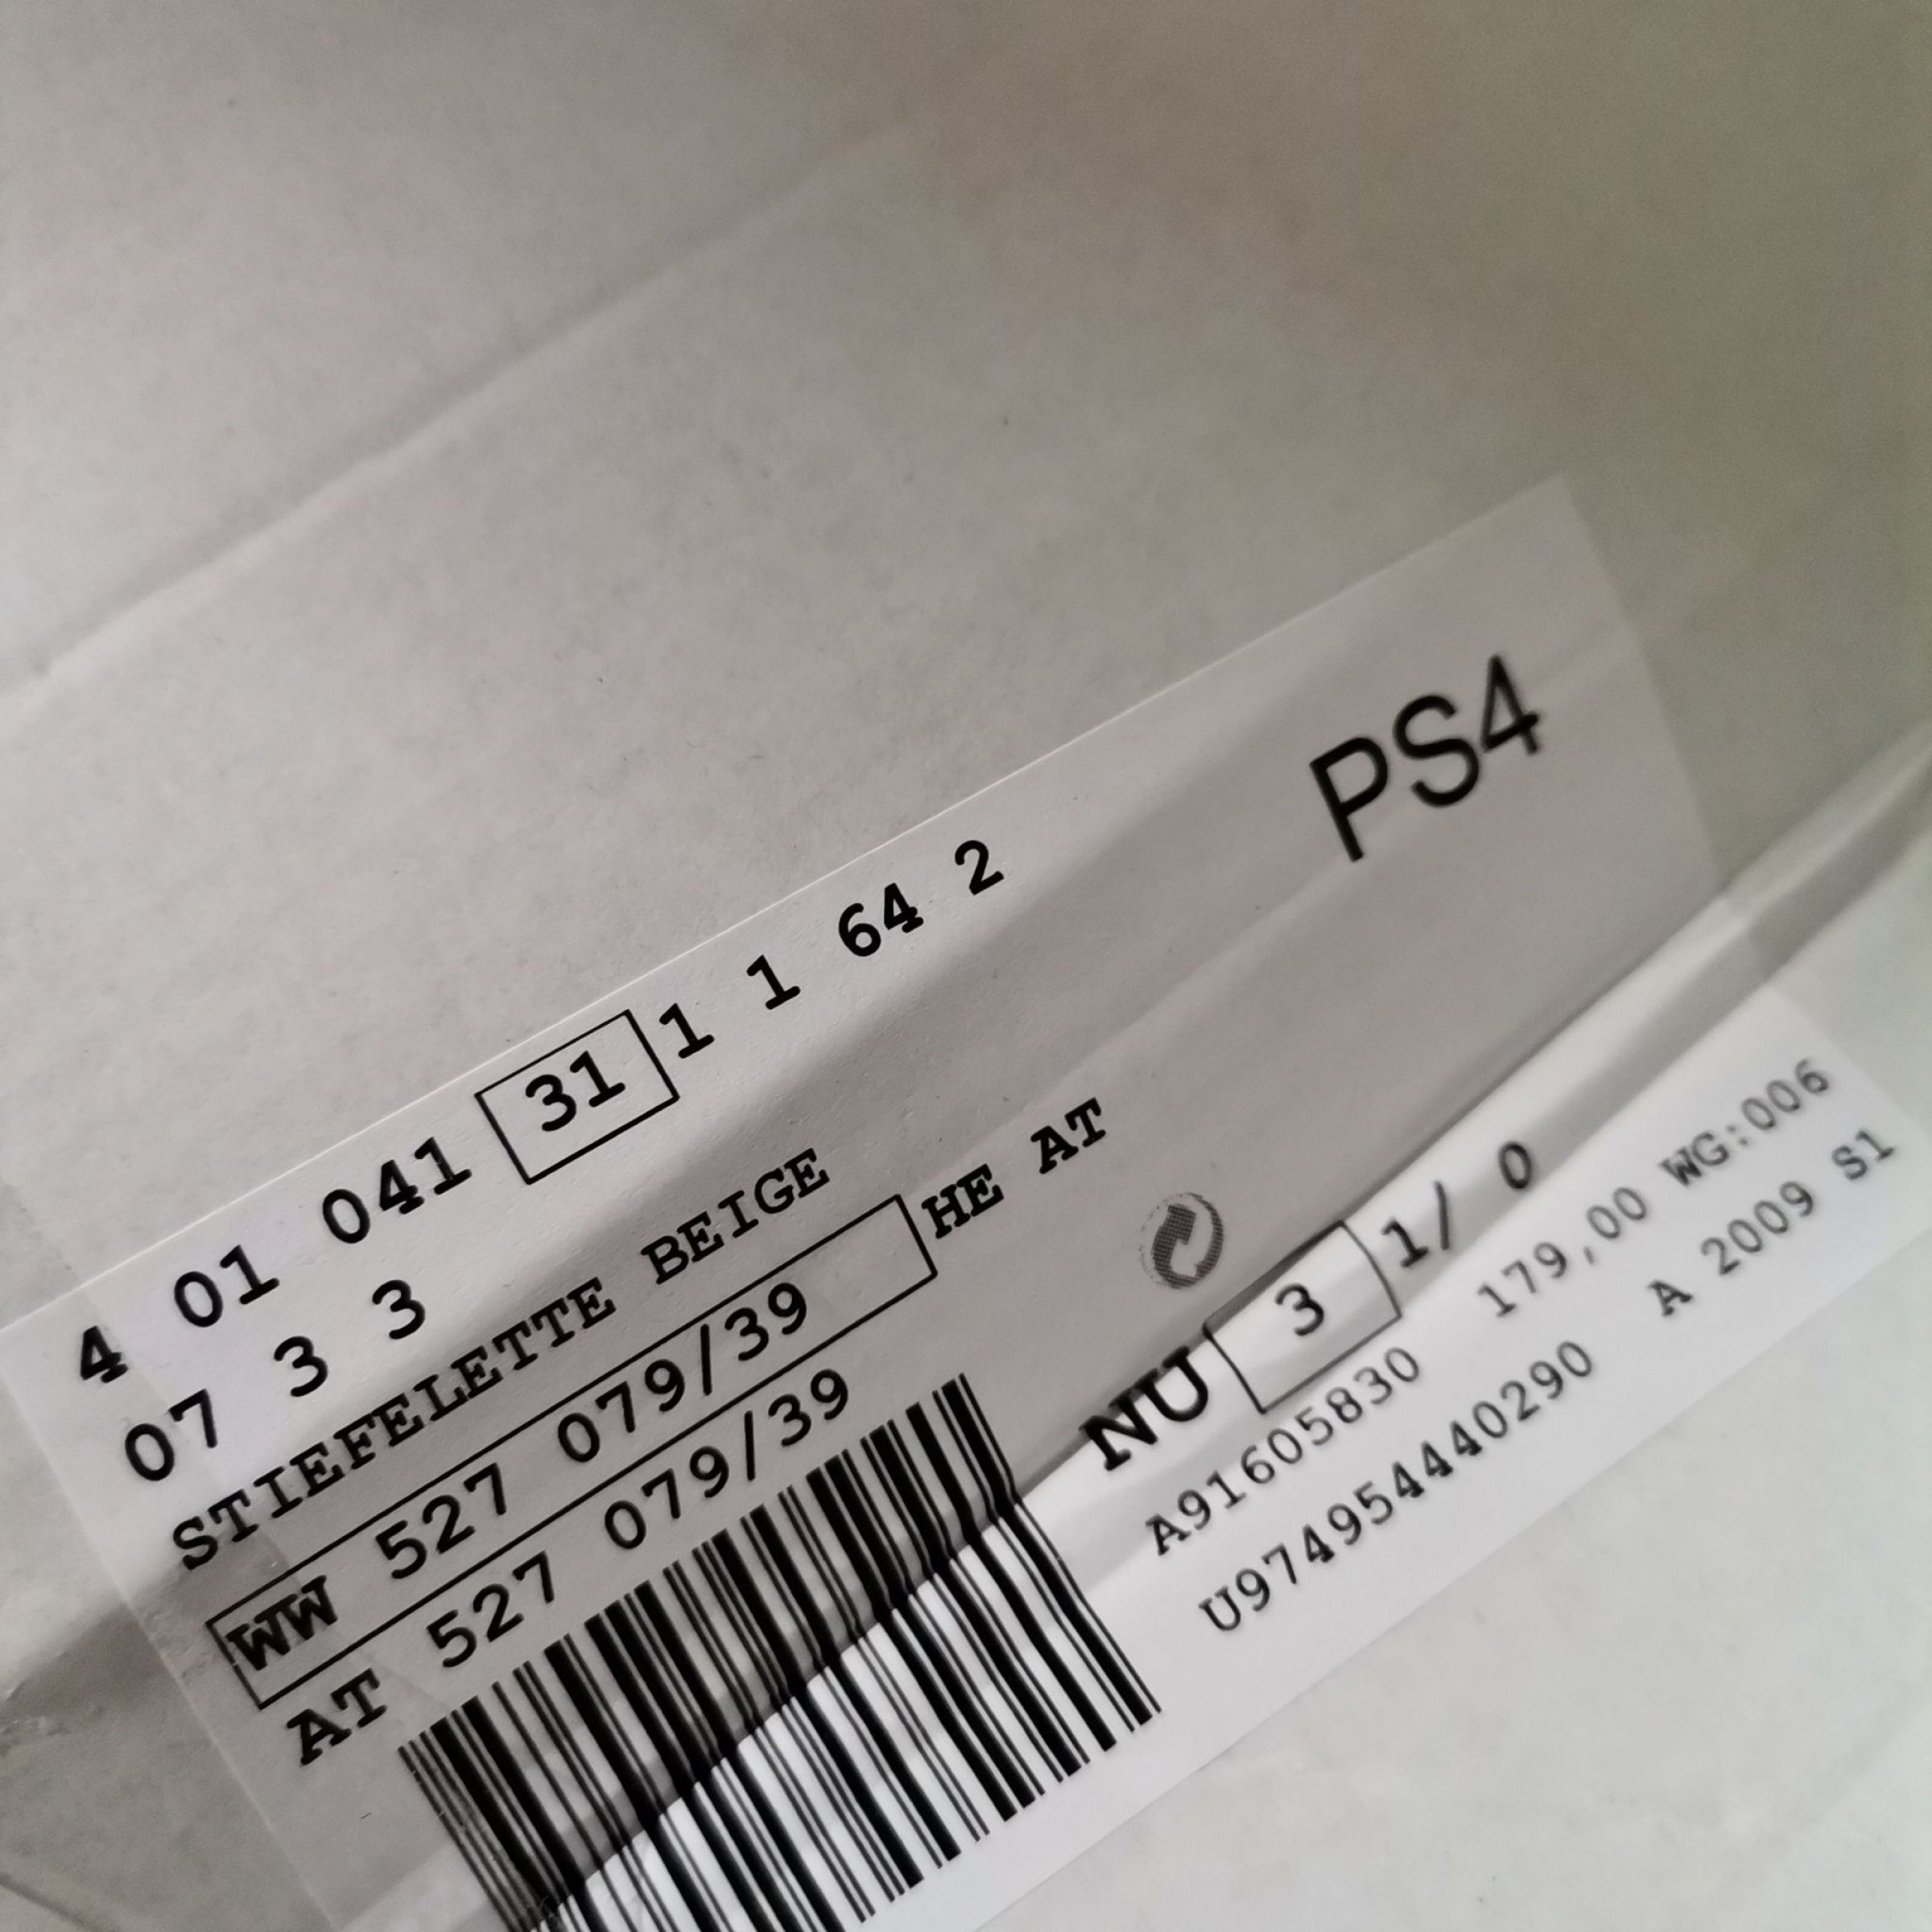 PS4
4 01 041 31 1 1 64 2
07 3 3
STIEFELETTE BEIGE
WW 527 079/39 HE AT
AT 527 079/39
NU 3 1/ 0
A91605830 179,00 WG:006
U974954440290 A 2009 S1